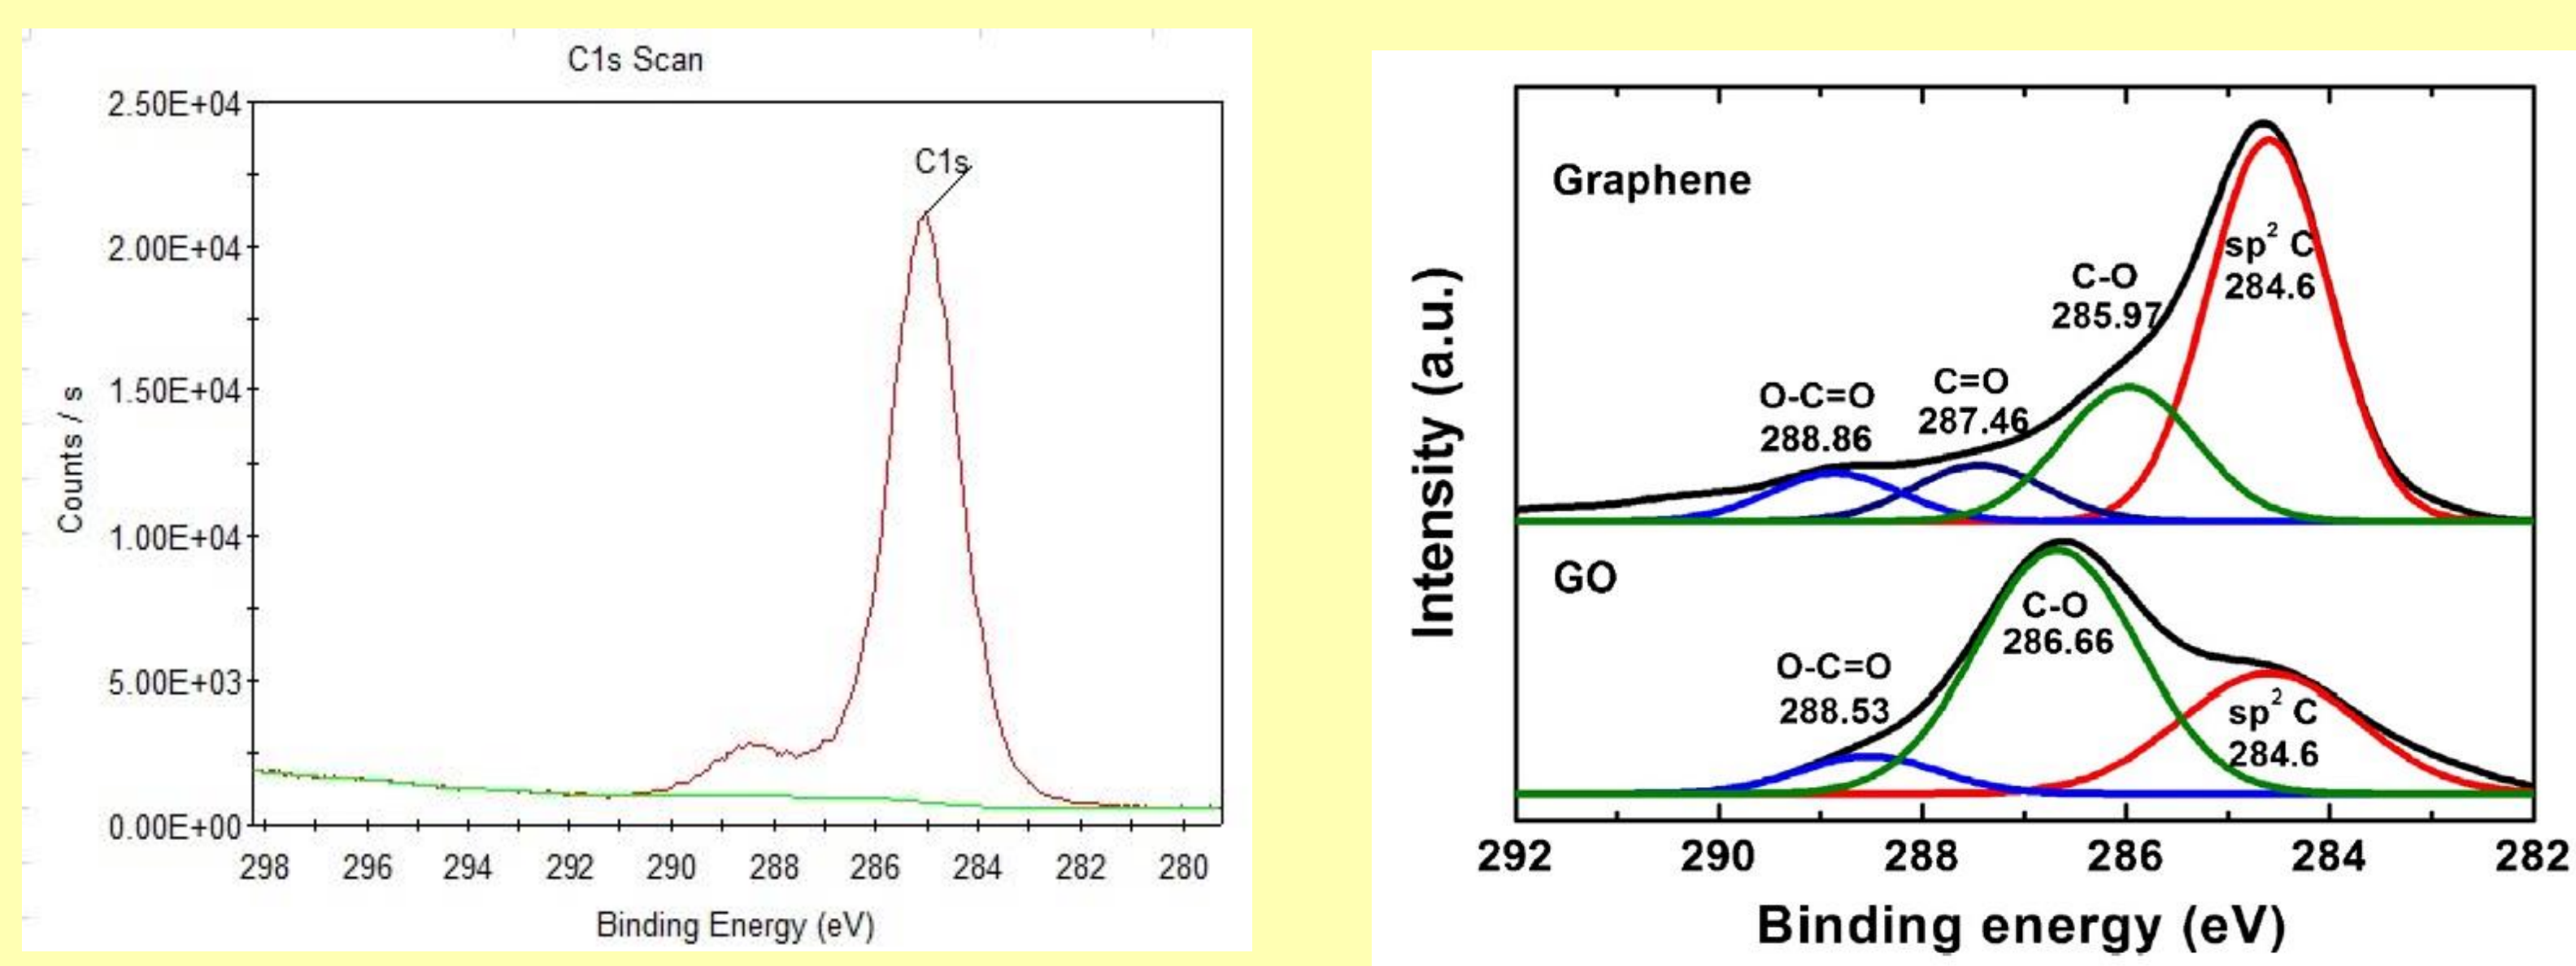 C1s Scan
2.50E+04
2.00E+04
1.50E+04
1.00E+04
5.00E+03
0.00E+00
Counts / s
C1s
298 296 294 292 290 288 286 284 282 280
Binding Energy (eV)
Intensity (a.u.)
Graphene
sp² C
284.6
C-O
285.97
C=O
287.46
O-C=O
288.86
GO
C-O
286.66
O-C=O
288.53
sp² C
284.6
292 290 288 286 284 282
Binding energy (eV)